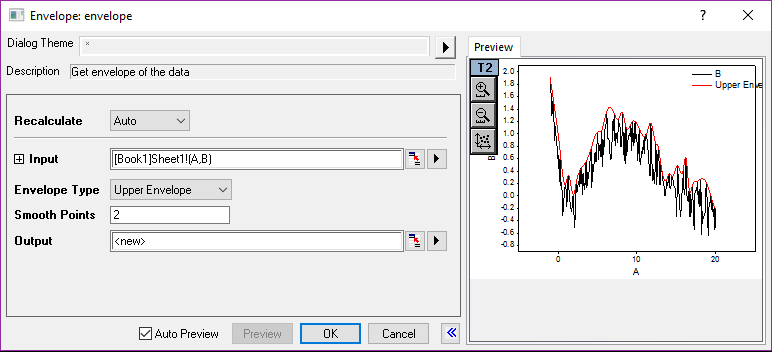 Envelope: envelope
? ×
Dialog Theme *
Description Get envelope of the data
Recalculate Auto
Input [Book1]Sheet1!(A,B)
Envelope Type Upper Envelope
Smooth Points 2
Output <new>
Auto Preview Preview OK Cancel «
Preview
T2
B
Upper Enve
2.0
1.8
1.6
1.4
1.2
1.0
0.8
0.6
0.4
0.2
0.0
-0.2
-0.4
-0.6
-0.8
B
0 10 20
A